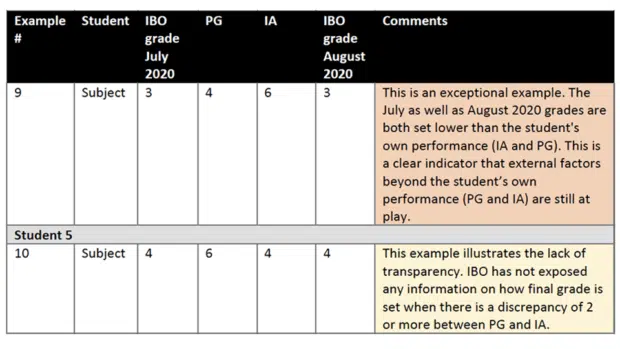 Example # Student IBO grade July 2020 PG IA IBO grade August 2020 Comments
9 Subject 3 4 6 3 This is an exceptional example. The
July as well as August 2020 grades are
both set lower than the student's
own performance (IA and PG). This is
a clear indicator that external factors
beyond the student's own
performance (PG and IA) are still at
play.
Student 5
10 Subject 4 6 4 4 This example illustrates the lack of
transparency. IBO has not exposed
any information on how final grade is
set when there is a discrepancy of 2
or more between PG and IA.